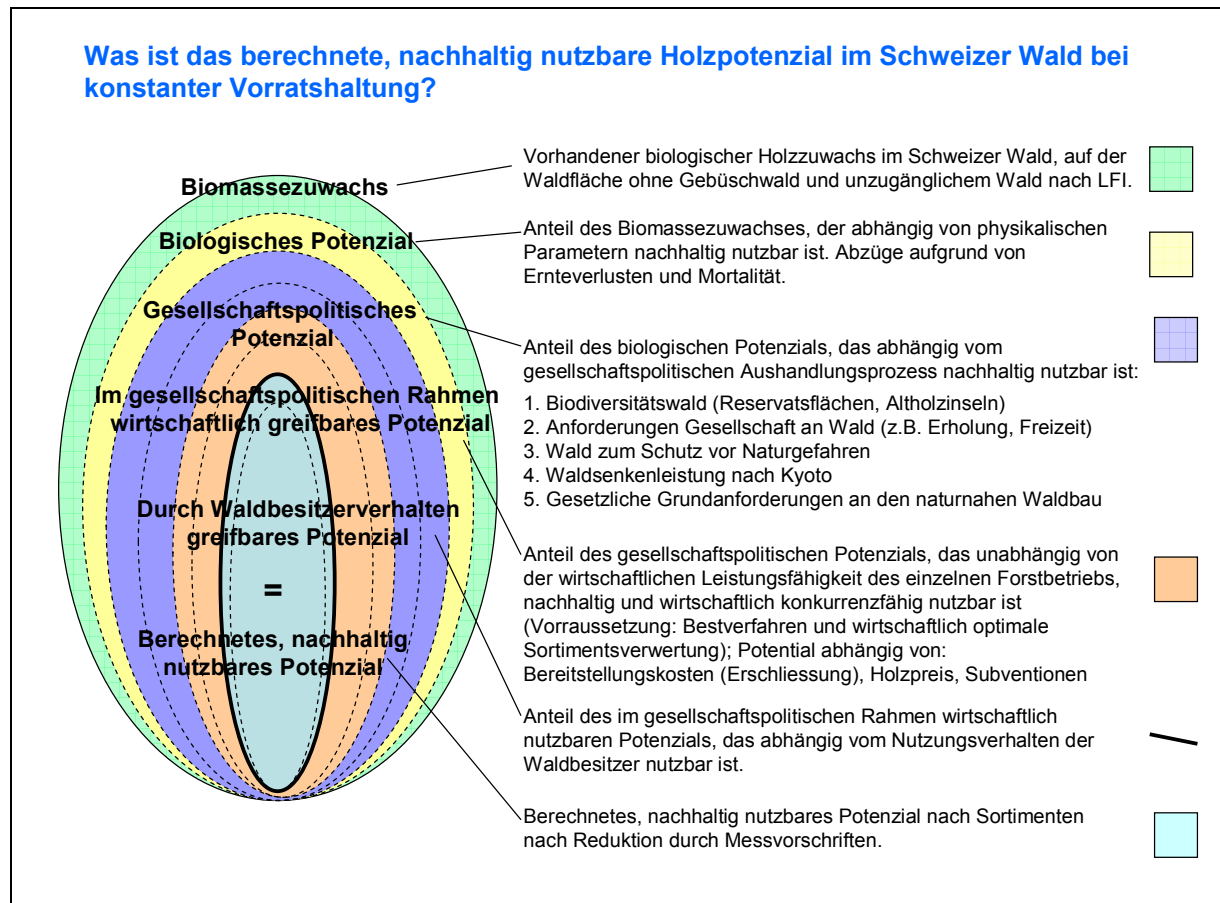 Was ist das berechnete, nachhaltig nutzbare Holzpotenzial im Schweizer Wald bei
konstanter Vorratshaltung?
Biomassezuwachs
Biologisches Potenzial
Gesellschaftspolitisches
Potenzial
Im gesellschaftspolitischen Rahmen
wirtschaftlich greifbares Potenzial
Durch Waldbesitzerverhalten
greifbares Potenzial
=
Berechnetes, nachhaltig
nutzbares Potenzial
Vorhandener biologischer Holzzuwachs im Schweizer Wald, auf der
Waldfläche ohne Gebüschwald und unzugänglichem Wald nach LFI.
Anteil des Biomassezuwachses, der abhängig von physikalischen
Parametern nachhaltig nutzbar ist. Abzüge aufgrund von
Ernteverlusten und Mortalität.
Anteil des biologischen Potenzials, das abhängig vom
gesellschaftspolitischen Aushandlungsprozess nachhaltig nutzbar ist:
1. Biodiversitätswald (Reservatsflächen, Altholzinseln)
2. Anforderungen Gesellschaft an Wald (z.B. Erholung, Freizeit)
3. Wald zum Schutz vor Naturgefahren
4. Waldsenkenleistung nach Kyoto
5. Gesetzliche Grundanforderungen an den naturnahen Waldbau
Anteil des gesellschaftspolitischen Potenzials, das unabhängig von
der wirtschaftlichen Leistungsfähigkeit des einzelnen Forstbetriebs,
nachhaltig und wirtschaftlich konkurrenzfähig nutzbar ist
(Vorraussetzung: Bestverfahren und wirtschaftlich optimale
Sortimentsverwertung); Potential abhängig von:
Bereitstellungskosten (Erschliessung), Holzpreis, Subventionen
Anteil des im gesellschaftspolitischen Rahmen wirtschaftlich
nutzbaren Potenzials, das abhängig vom Nutzungsverhalten der
Waldbesitzer nutzbar ist.
Berechnetes, nachhaltig nutzbares Potenzial nach Sortimenten
nach Reduktion durch Messvorschriften.